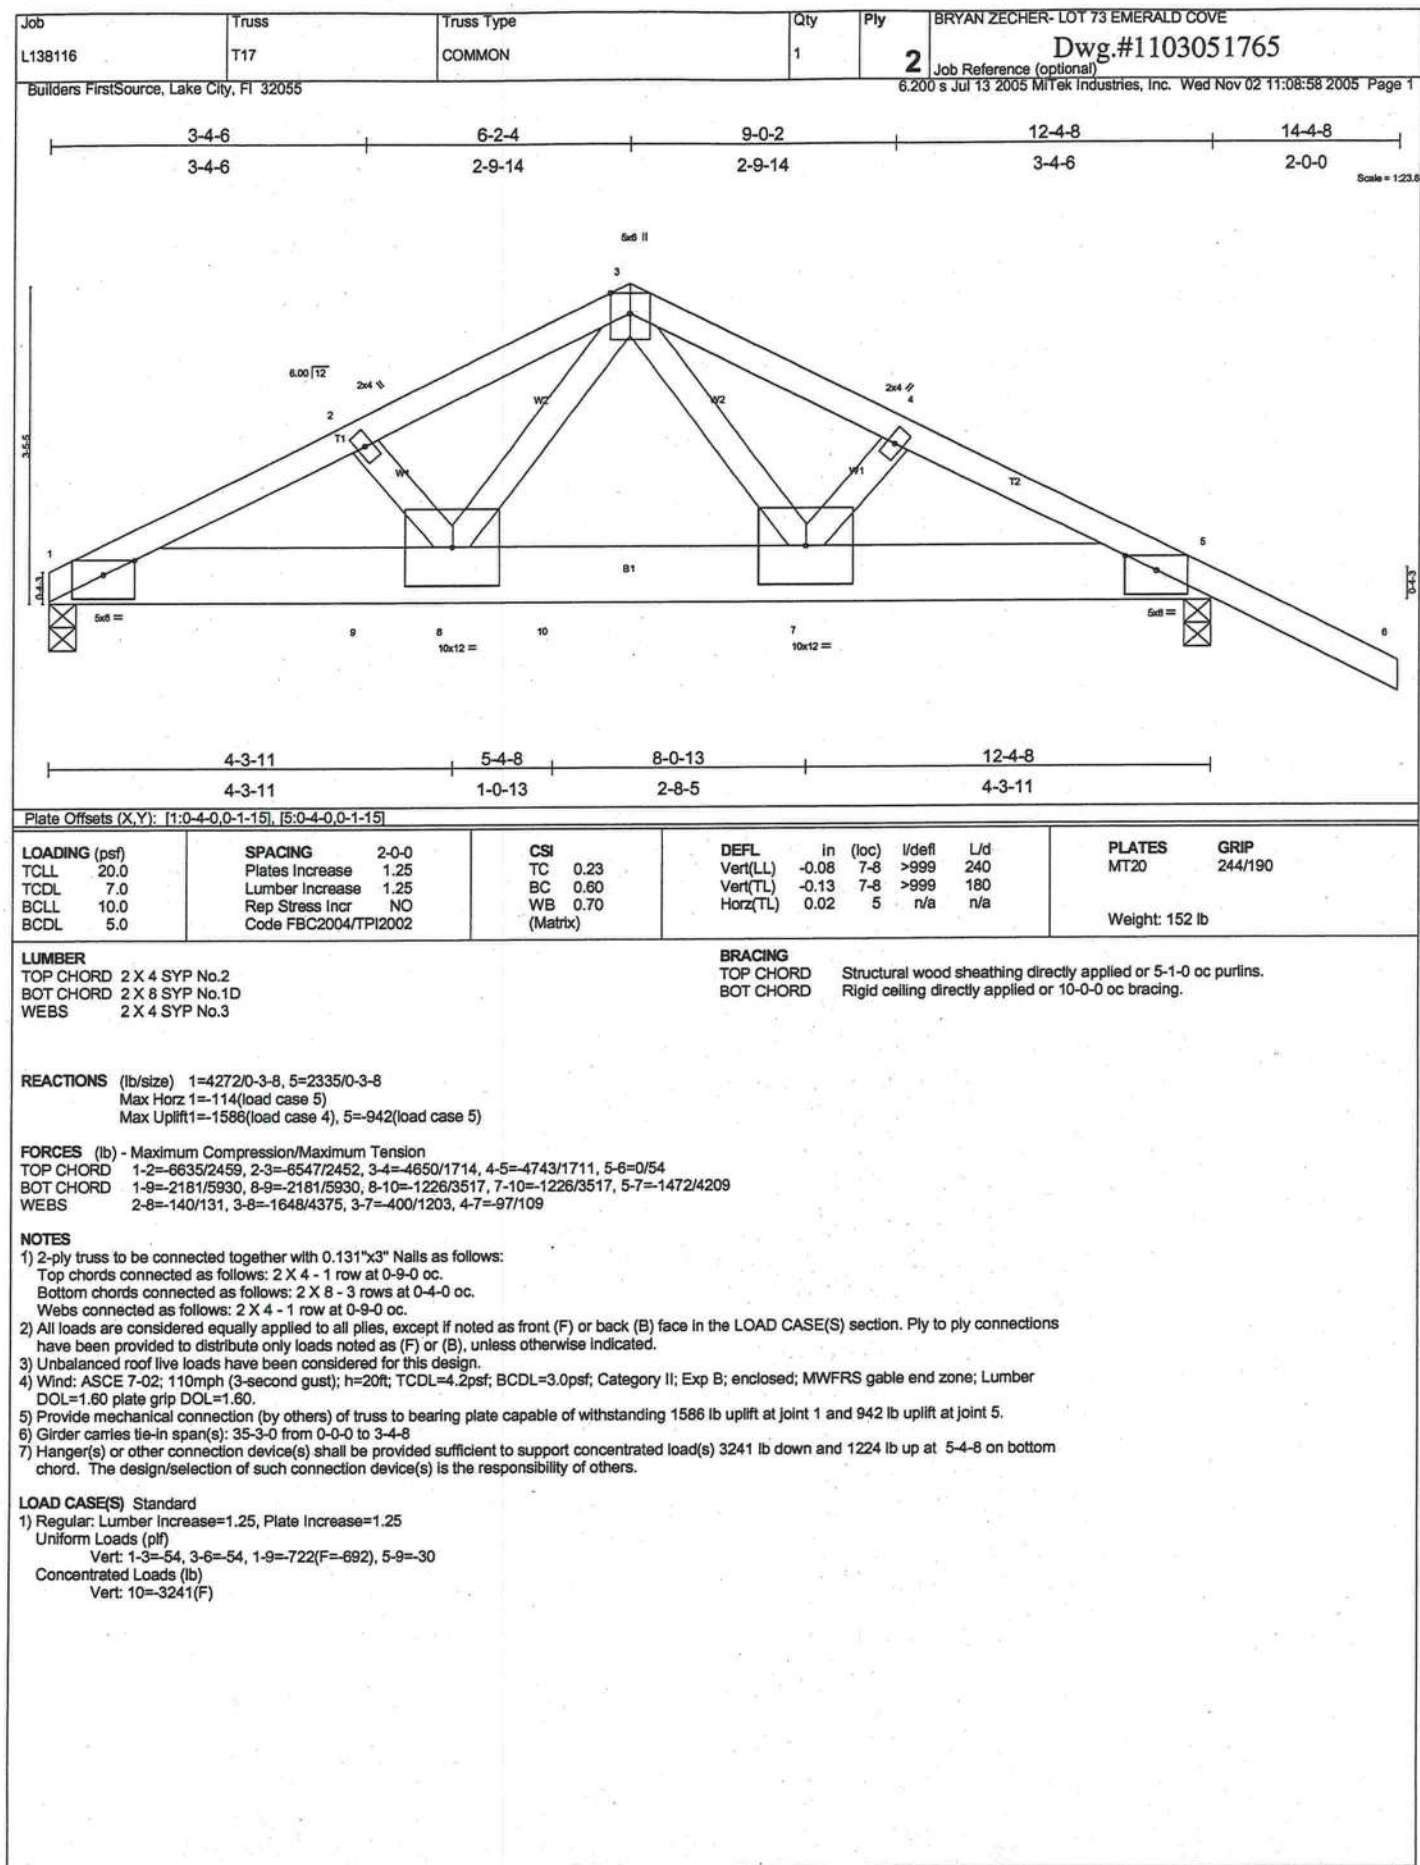 Job Truss Truss Type Qty Ply BRYAN ZECHER- LOT 73 EMERALD COVE
L138116 T17 COMMON 1 2 Dwg.#1103051765
Job Reference (optional)
Builders FirstSource, Lake City, Fl 32055 6.200 s Jul 13 2005 MiTek Industries, Inc. Wed Nov 02 11:08:58 2005 Page 1
3-4-6 6-2-4 9-0-2 12-4-8 14-4-8
3-4-6 2-9-14 2-9-14 3-4-6 2-0-0
Scale = 1:23.6
5x6 ||
3
6.00 12
2x4 \\
2x4 //
2
4
T1
W2
W2
3-5-5
W1
W1
T2
1
5
B1
0-4-3
0-4-3
5x8 =
5x8 =
6
9 8 10 7
10x12 =
10x12 =
4-3-11 5-4-8 8-0-13 12-4-8
4-3-11 1-0-13 2-8-5 4-3-11
Plate Offsets (X,Y): [1:0-4-0,0-1-15], [5:0-4-0,0-1-15]
LOADING (psf) SPACING 2-0-0 CSI DEFL in (loc) l/defl L/d PLATES GRIP
TCLL 20.0 Plates Increase 1.25 TC 0.23 Vert(LL) -0.08 7-8 >999 240 MT20 244/190
TCDL 7.0 Lumber Increase 1.25 BC 0.60 Vert(TL) -0.13 7-8 >999 180
BCLL 10.0 Rep Stress Incr NO WB 0.70 Horz(TL) 0.02 5 n/a n/a
BCDL 5.0 Code FBC2004/TPI2002 (Matrix) Weight: 152 lb
LUMBER
TOP CHORD 2 X 4 SYP No.2
BOT CHORD 2 X 8 SYP No.1D
WEBS 2 X 4 SYP No.3
BRACING
TOP CHORD Structural wood sheathing directly applied or 5-1-0 oc purlins.
BOT CHORD Rigid ceiling directly applied or 10-0-0 oc bracing.
REACTIONS (lb/size) 1=4272/0-3-8, 5=2335/0-3-8
Max Horz 1=-114(load case 5)
Max Uplift1=-1586(load case 4), 5=-942(load case 5)
FORCES (lb) - Maximum Compression/Maximum Tension
TOP CHORD 1-2=-6635/2459, 2-3=-6547/2452, 3-4=-4650/1714, 4-5=-4743/1711, 5-6=0/54
BOT CHORD 1-9=-2181/5930, 8-9=-2181/5930, 8-10=-1226/3517, 7-10=-1226/3517, 5-7=-1472/4209
WEBS 2-8=-140/131, 3-8=-1648/4375, 3-7=-400/1203, 4-7=-97/109
NOTES
1) 2-ply truss to be connected together with 0.131"x3" Nails as follows:
Top chords connected as follows: 2 X 4 - 1 row at 0-9-0 oc.
Bottom chords connected as follows: 2 X 8 - 3 rows at 0-4-0 oc.
Webs connected as follows: 2 X 4 - 1 row at 0-9-0 oc.
2) All loads are considered equally applied to all plies, except if noted as front (F) or back (B) face in the LOAD CASE(S) section. Ply to ply connections
have been provided to distribute only loads noted as (F) or (B), unless otherwise indicated.
3) Unbalanced roof live loads have been considered for this design.
4) Wind: ASCE 7-02; 110mph (3-second gust); h=20ft; TCDL=4.2psf; BCDL=3.0psf; Category II; Exp B; enclosed; MWFRS gable end zone; Lumber
DOL=1.60 plate grip DOL=1.60.
5) Provide mechanical connection (by others) of truss to bearing plate capable of withstanding 1586 lb uplift at joint 1 and 942 lb uplift at joint 5.
6) Girder carries tie-in span(s): 35-3-0 from 0-0-0 to 3-4-8
7) Hanger(s) or other connection device(s) shall be provided sufficient to support concentrated load(s) 3241 lb down and 1224 lb up at 5-4-8 on bottom
chord. The design/selection of such connection device(s) is the responsibility of others.
LOAD CASE(S) Standard
1) Regular: Lumber Increase=1.25, Plate Increase=1.25
Uniform Loads (plf)
Vert: 1-3=-54, 3-6=-54, 1-9=-722(F=-692), 5-9=-30
Concentrated Loads (lb)
Vert: 10=-3241(F)